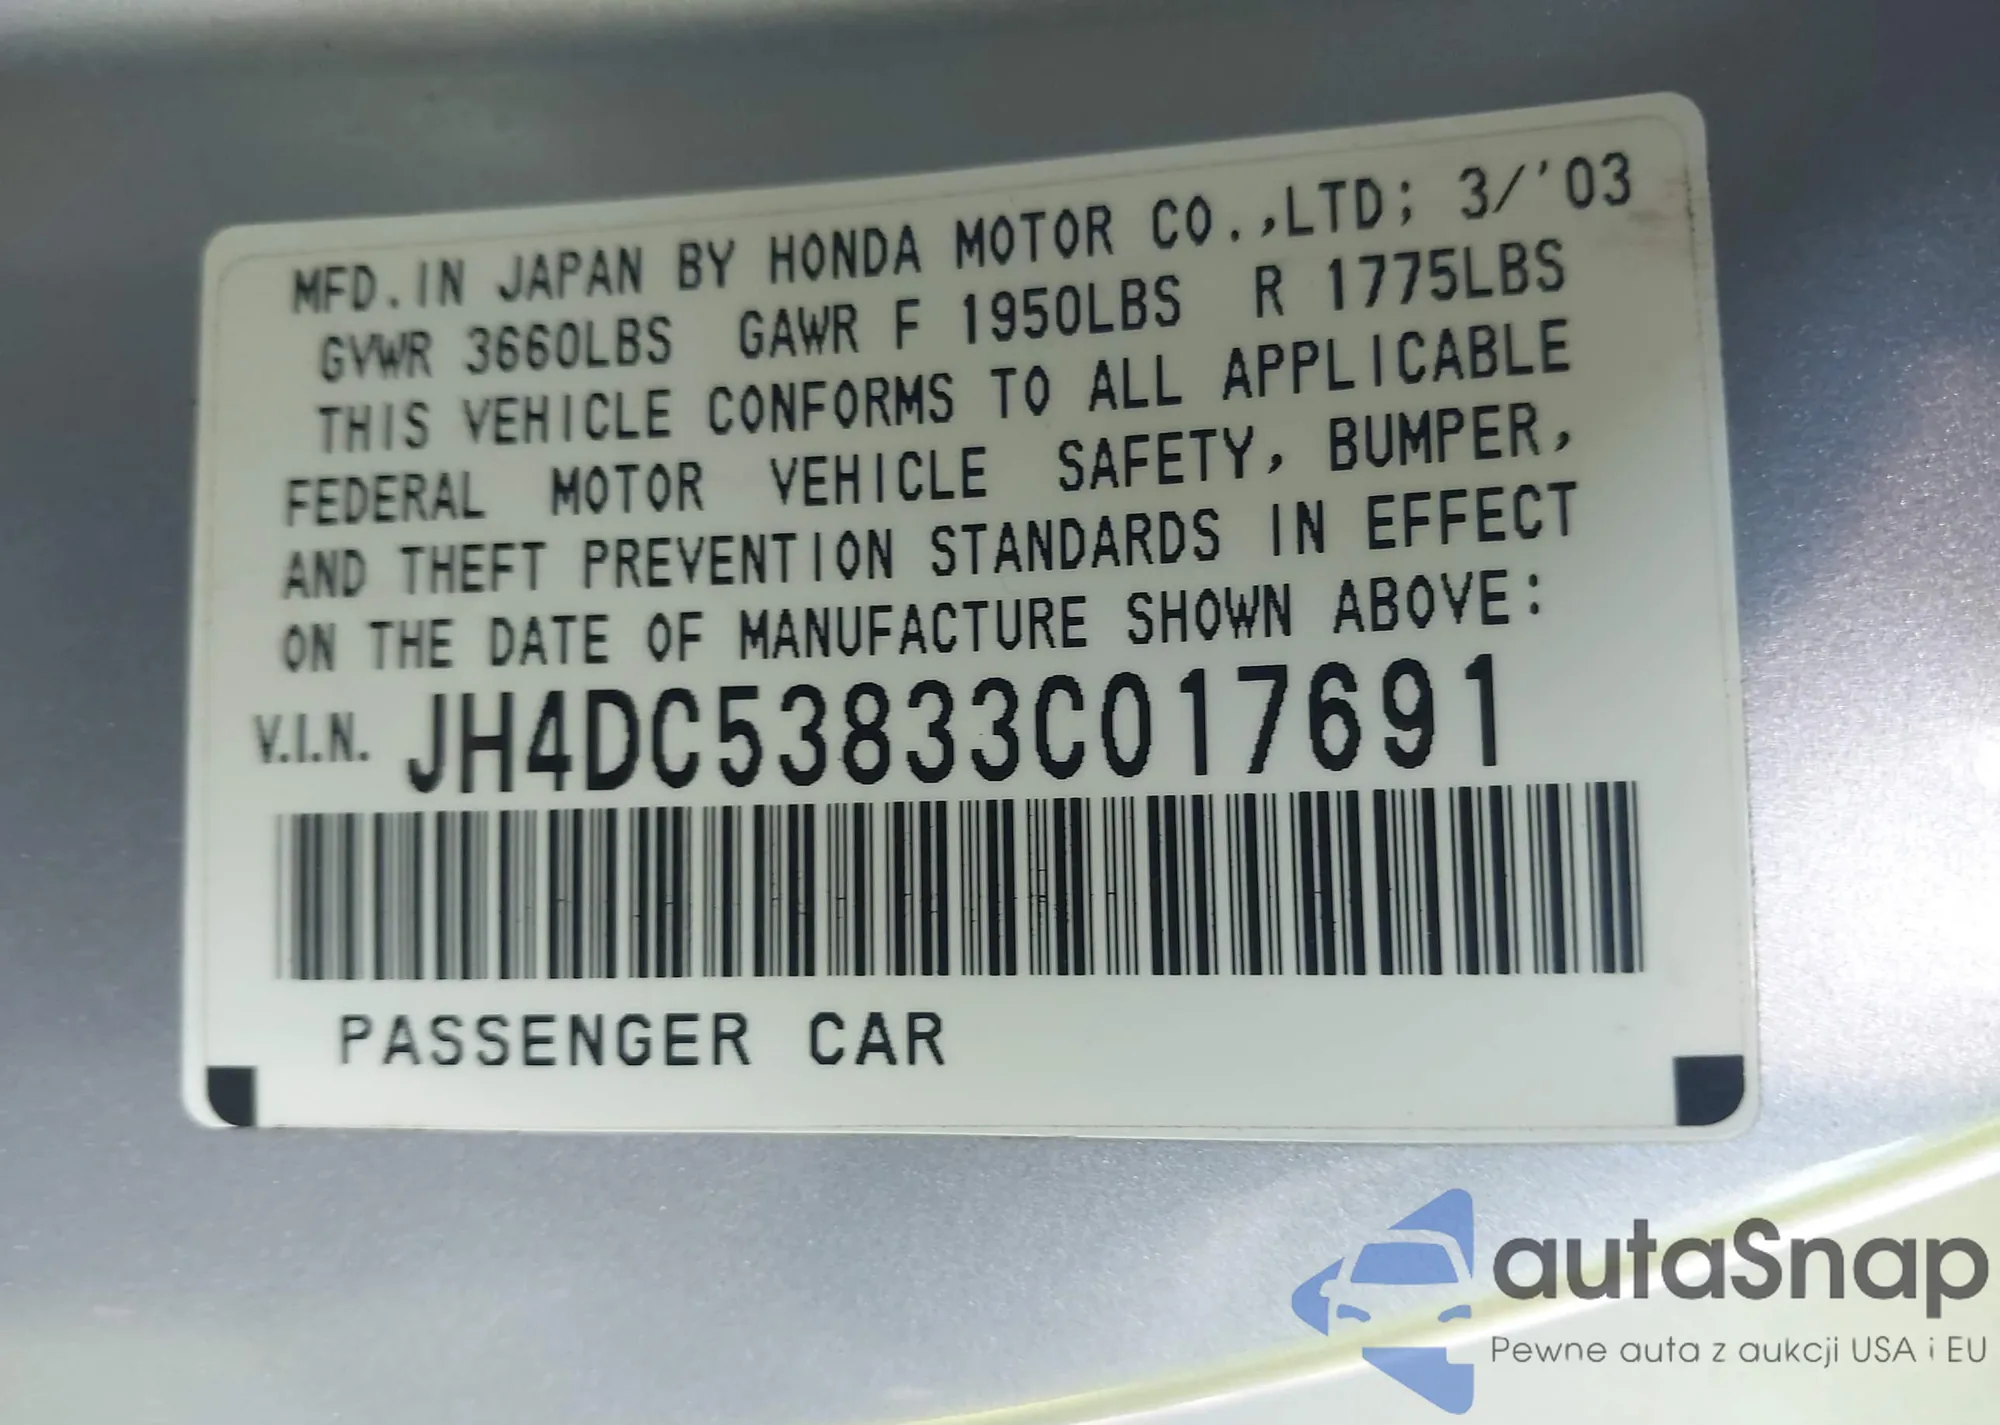 MFD. IN JAPAN BY HONDA MOTOR CO.,LTD; 3/'03
GVWR 3660LBS GAWR F 1950LBS R 1775LBS
THIS VEHICLE CONFORMS TO ALL APPLICABLE
FEDERAL MOTOR VEHICLE SAFETY, BUMPER,
AND THEFT PREVENTION STANDARDS IN EFFECT
ON THE DATE OF MANUFACTURE SHOWN ABOVE:
V.I.N. JH4DC53833C017691
PASSENGER CAR
autaSnap
Pewne auta z aukcji USA i EU